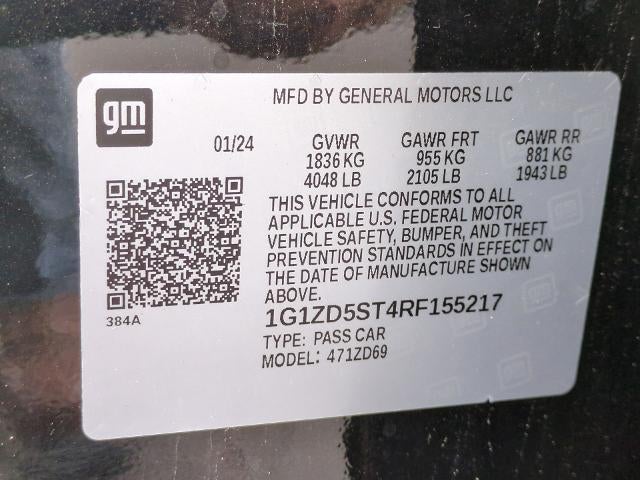 gm
MFD BY GENERAL MOTORS LLC
01/24 GVWR GAWR FRT GAWR RR
1836 KG 955 KG 881 KG
4048 LB 2105 LB 1943 LB
THIS VEHICLE CONFORMS TO ALL
APPLICABLE U.S. FEDERAL MOTOR
VEHICLE SAFETY, BUMPER, AND THEFT
PREVENTION STANDARDS IN EFFECT ON
THE DATE OF MANUFACTURE SHOWN
ABOVE.
384A
1G1ZD5ST4RF155217
TYPE: PASS CAR
MODEL: 471ZD69